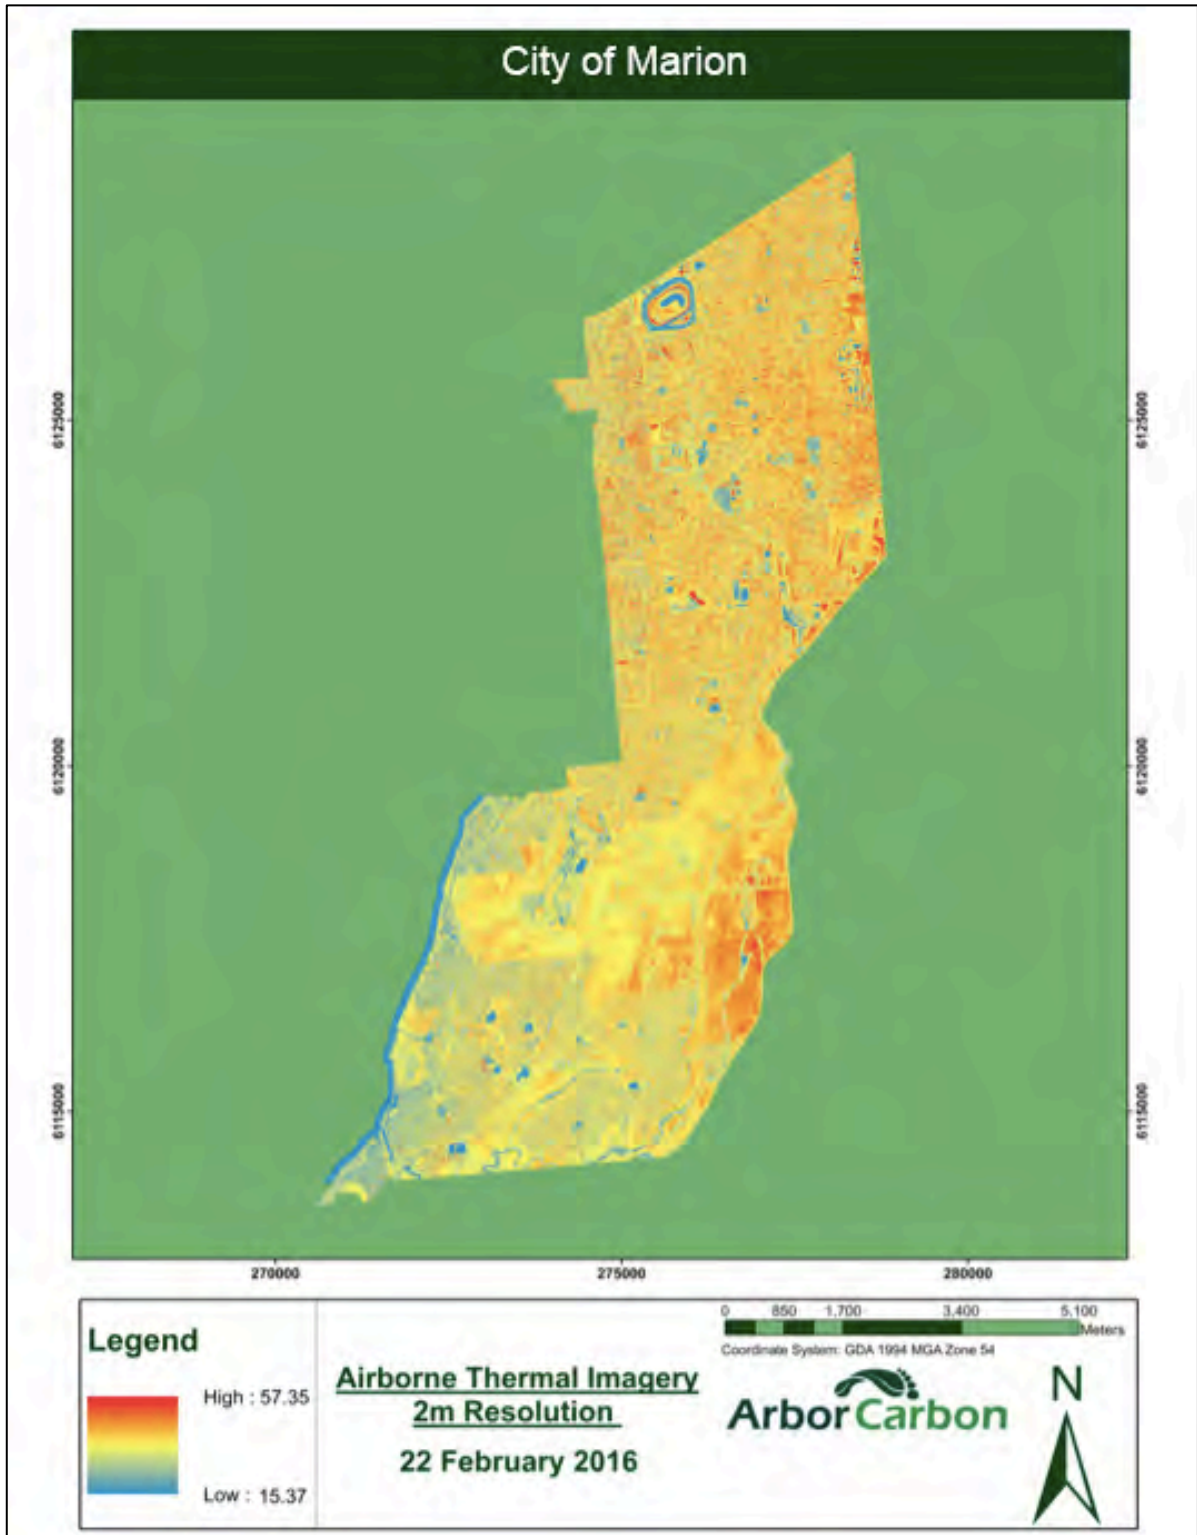 City of Marion
6125000
6125000
6120000
6120000
6115000
6115000
270000
275000
280000
Legend
High : 57.35
Low : 15.37
Airborne Thermal Imagery
2m Resolution
22 February 2016
0 850 1,700 3,400 5,100
Meters
Coordinate System: GDA 1994 MGA Zone 54
ArborCarbon
N